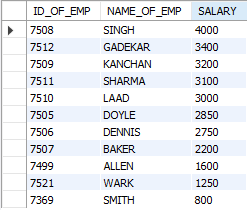 ID_OF_EMP NAME_OF_EMP SALARY
7508 SINGH 4000
7512 GADEKAR 3400
7509 KANCHAN 3200
7511 SHARMA 3100
7510 LAAD 3000
7505 DOYLE 2850
7506 DENNIS 2750
7507 BAKER 2200
7499 ALLEN 1600
7521 WARK 1250
7369 SMITH 800